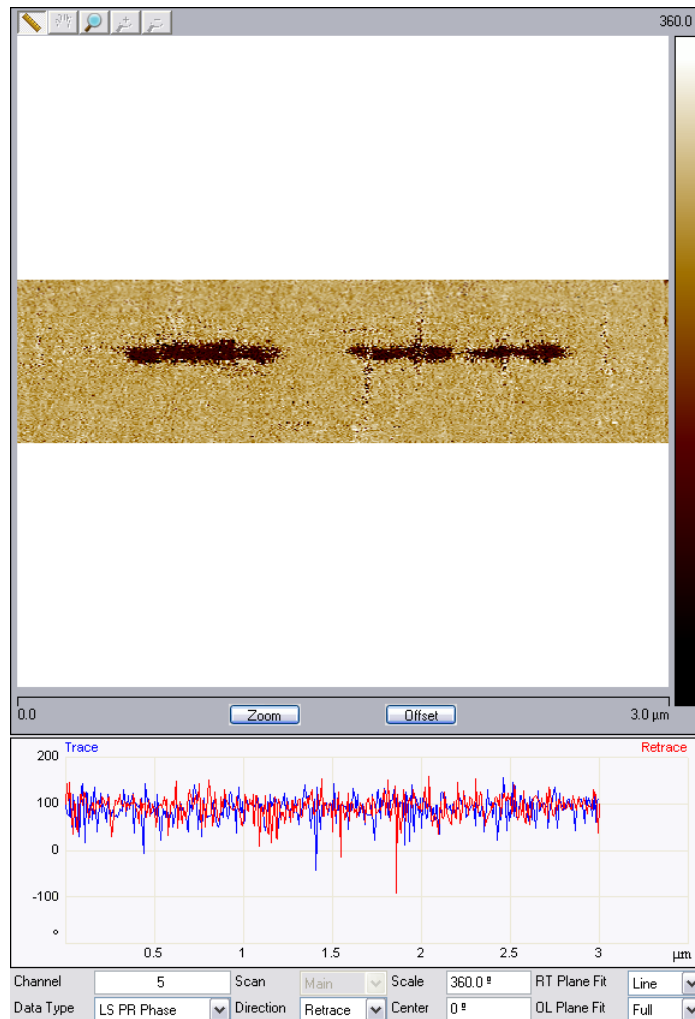 360.0
0.0 Zoom Offset 3.0 µm
Trace Retrace
200
100
0
-100
º
0.5 1 1.5 2 2.5 3 µm
Channel 5 Scan Main Scale 360.0 º RT Plane Fit Line
Data Type LS PR Phase Direction Retrace Center 0 º OL Plane Fit Full